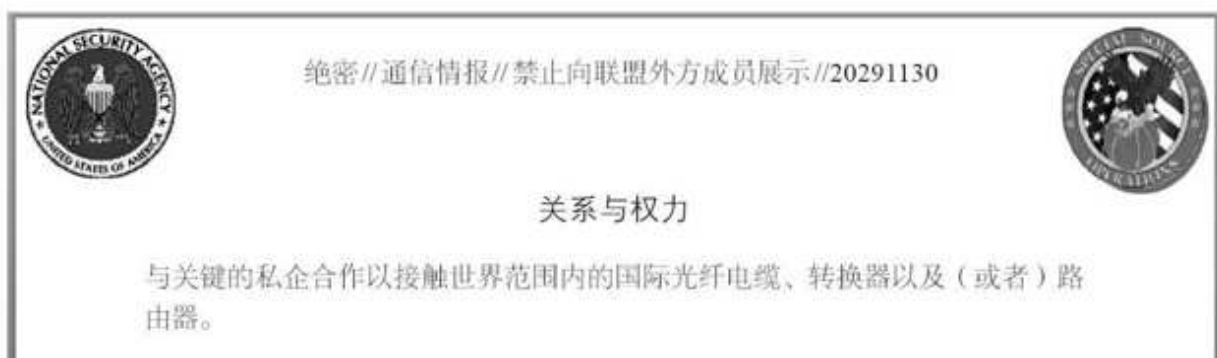 NATIONAL SECURITY AGENCY
UNITED STATES OF AMERICA
绝密//通信情报//禁止向联盟外方成员展示//20291130
SPECIAL SOURCE
OPERATIONS
关系与权力
与关键的私企合作以接触世界范围内的国际光纤电缆、转换器以及（或者）路
由器。